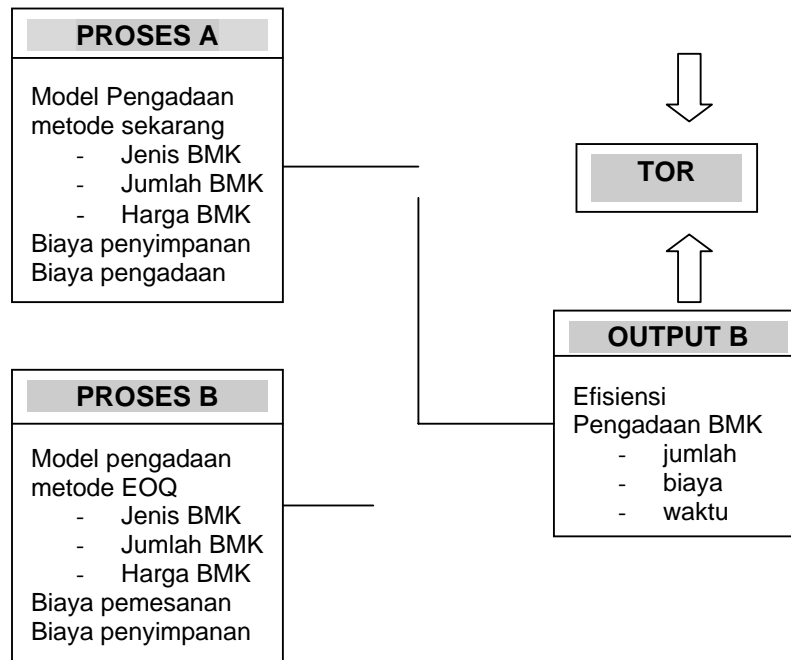 PROSES A
Model Pengadaan
metode sekarang
- Jenis BMK
- Jumlah BMK
- Harga BMK
Biaya penyimpanan
Biaya pengadaan
PROSES B
Model pengadaan
metode EOQ
- Jenis BMK
- Jumlah BMK
- Harga BMK
Biaya pemesanan
Biaya penyimpanan
TOR
OUTPUT B
Efisiensi
Pengadaan BMK
- jumlah
- biaya
- waktu